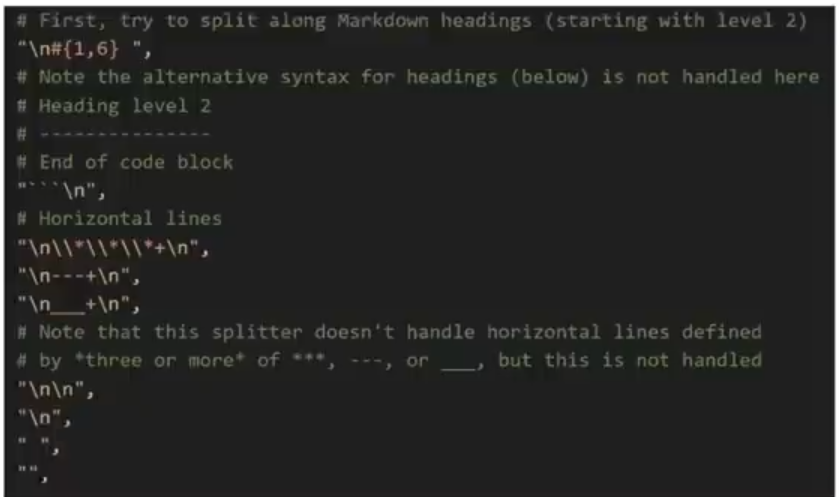 # First, try to split along Markdown headings (starting with level 2)
"\n#{1,6} ",
# Note the alternative syntax for headings (below) is not handled here
# Heading level 2
# ---------------
# End of code block
"```\n",
# Horizontal lines
"\n\\*\\*\\*+\n",
"\n---+\n",
"\n___+\n",
# Note that this splitter doesn't handle horizontal lines defined
# by *three or more* of ***, ---, or ___, but this is not handled
"\n\n",
"\n",
" ",
"",